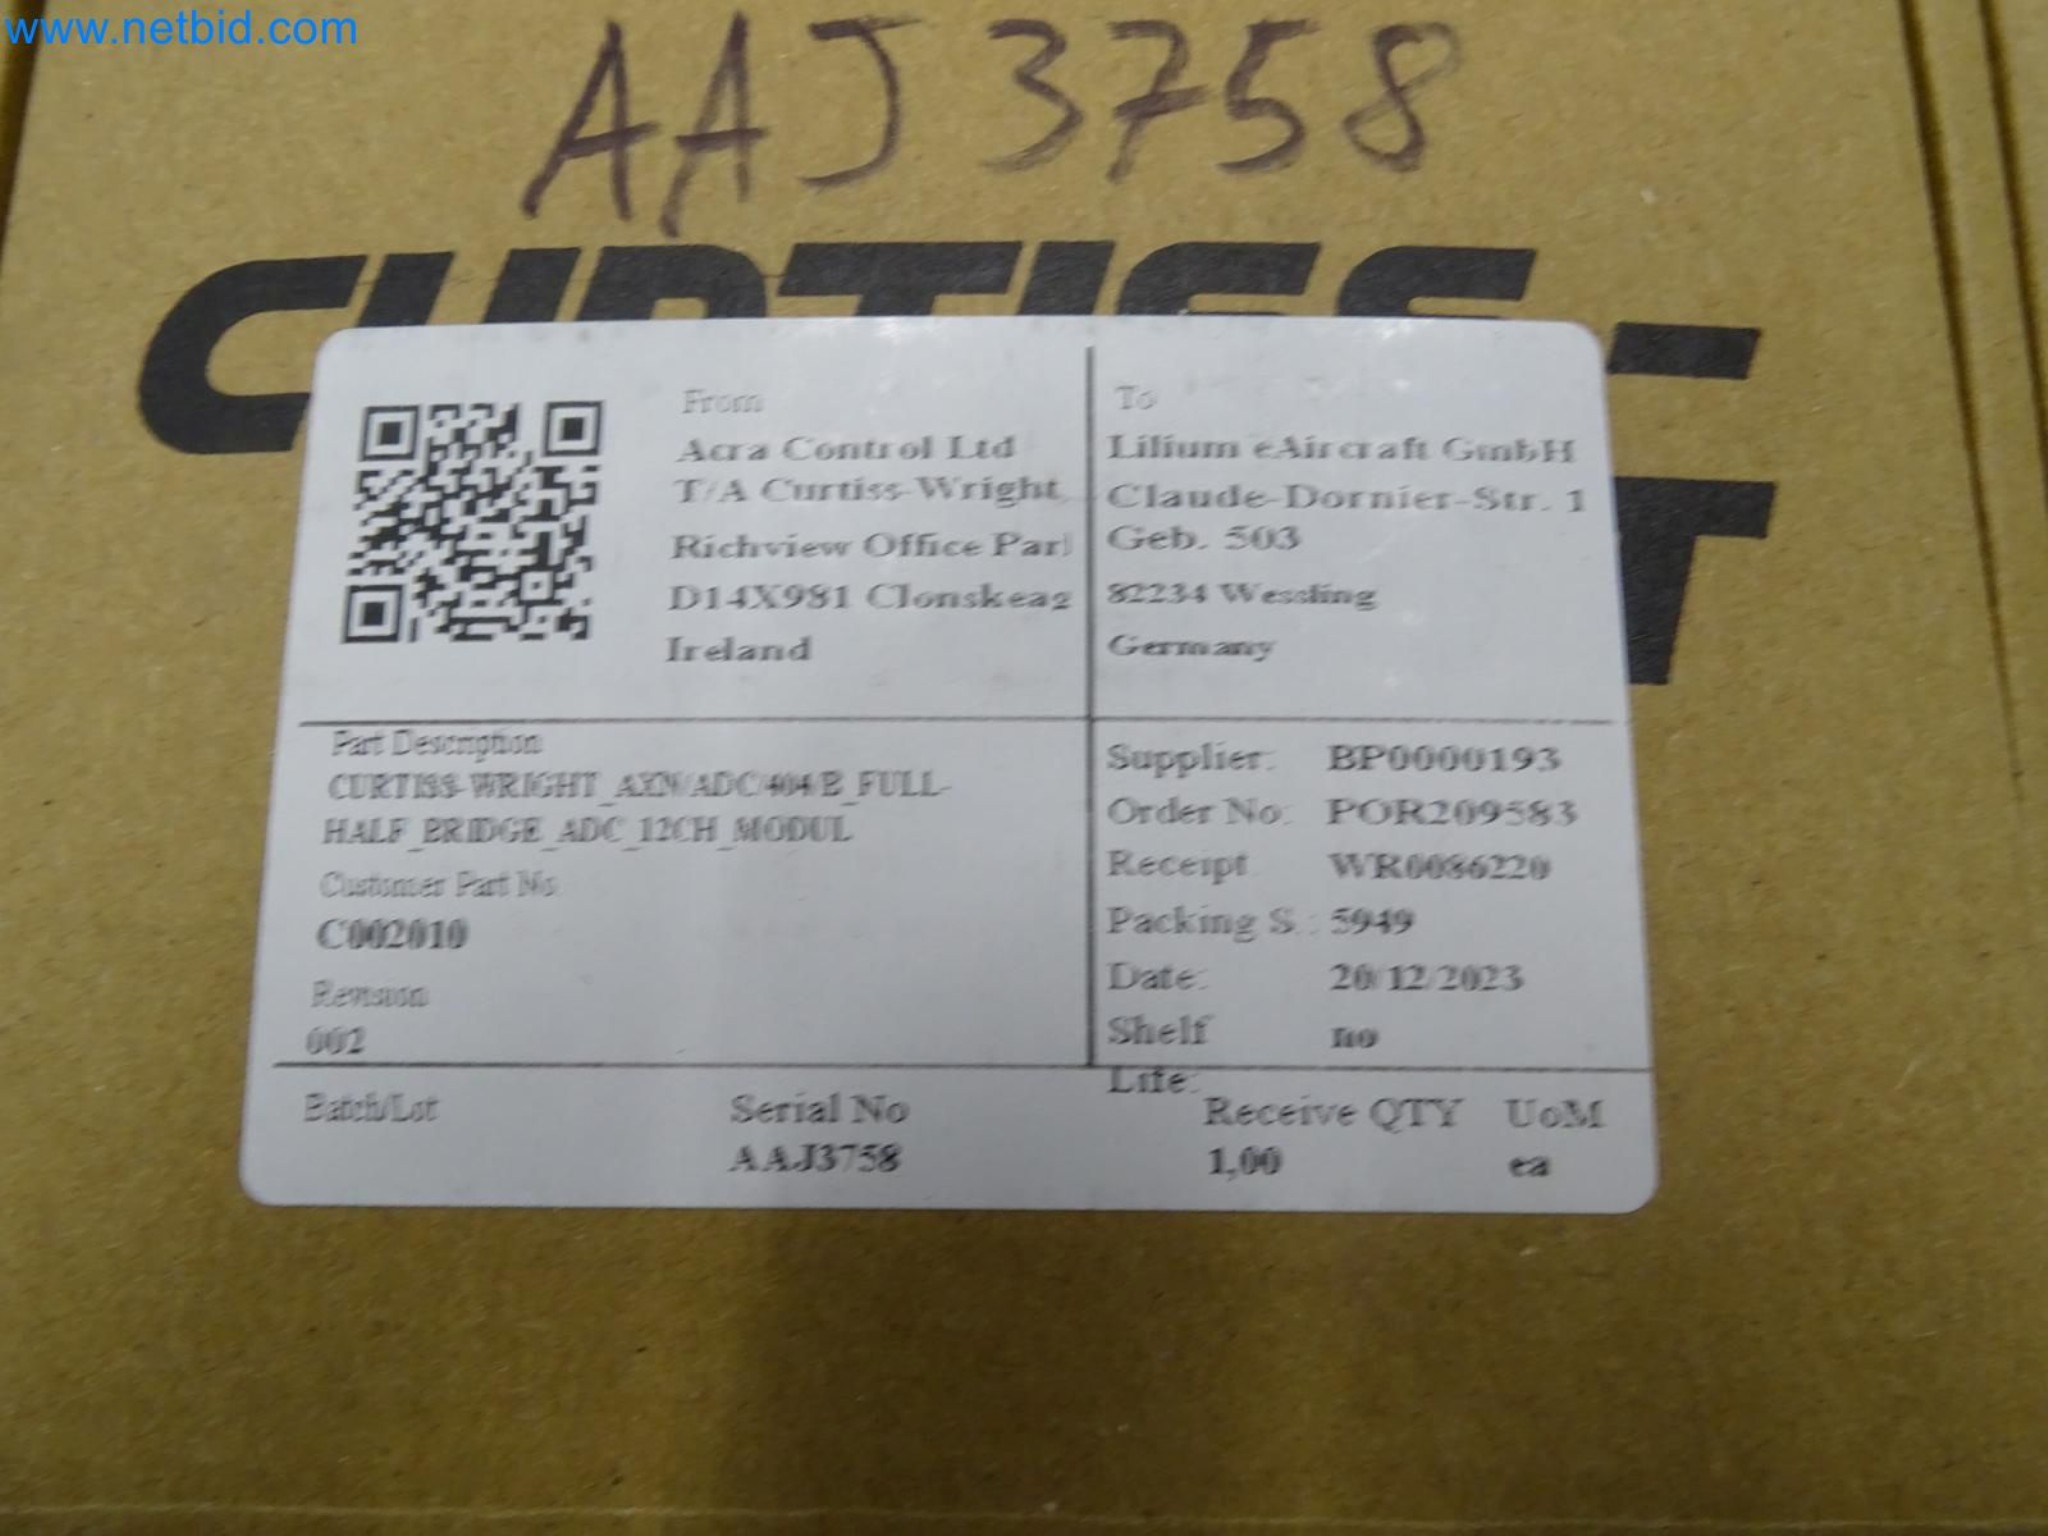 www.netbid.com
AAJ3758
CURTISS-
From
Acra Control Ltd
T/A Curtiss-Wright,
Richview Office Par
D14X981 Clonskeag
Ireland
To
Lilium eAircraft GmbH
Claude-Dornier-Str. 1
Geb. 503
82234 Wessling
Germany
Part Description
CURTISS-WRIGHT_AXN/ADC/404/B_FULL-
HALF_BRIDGE_ADC_12CH_MODUL
Customer Part No
C002010
Revision
002
Supplier: BP0000193
Order No: POR209583
Receipt WR0086220
Packing S.: 5949
Date: 20/12/2023
Shelf no
Life:
Batch/Lot
Serial No
AAJ3758
Receive QTY
1,00
UoM
ea